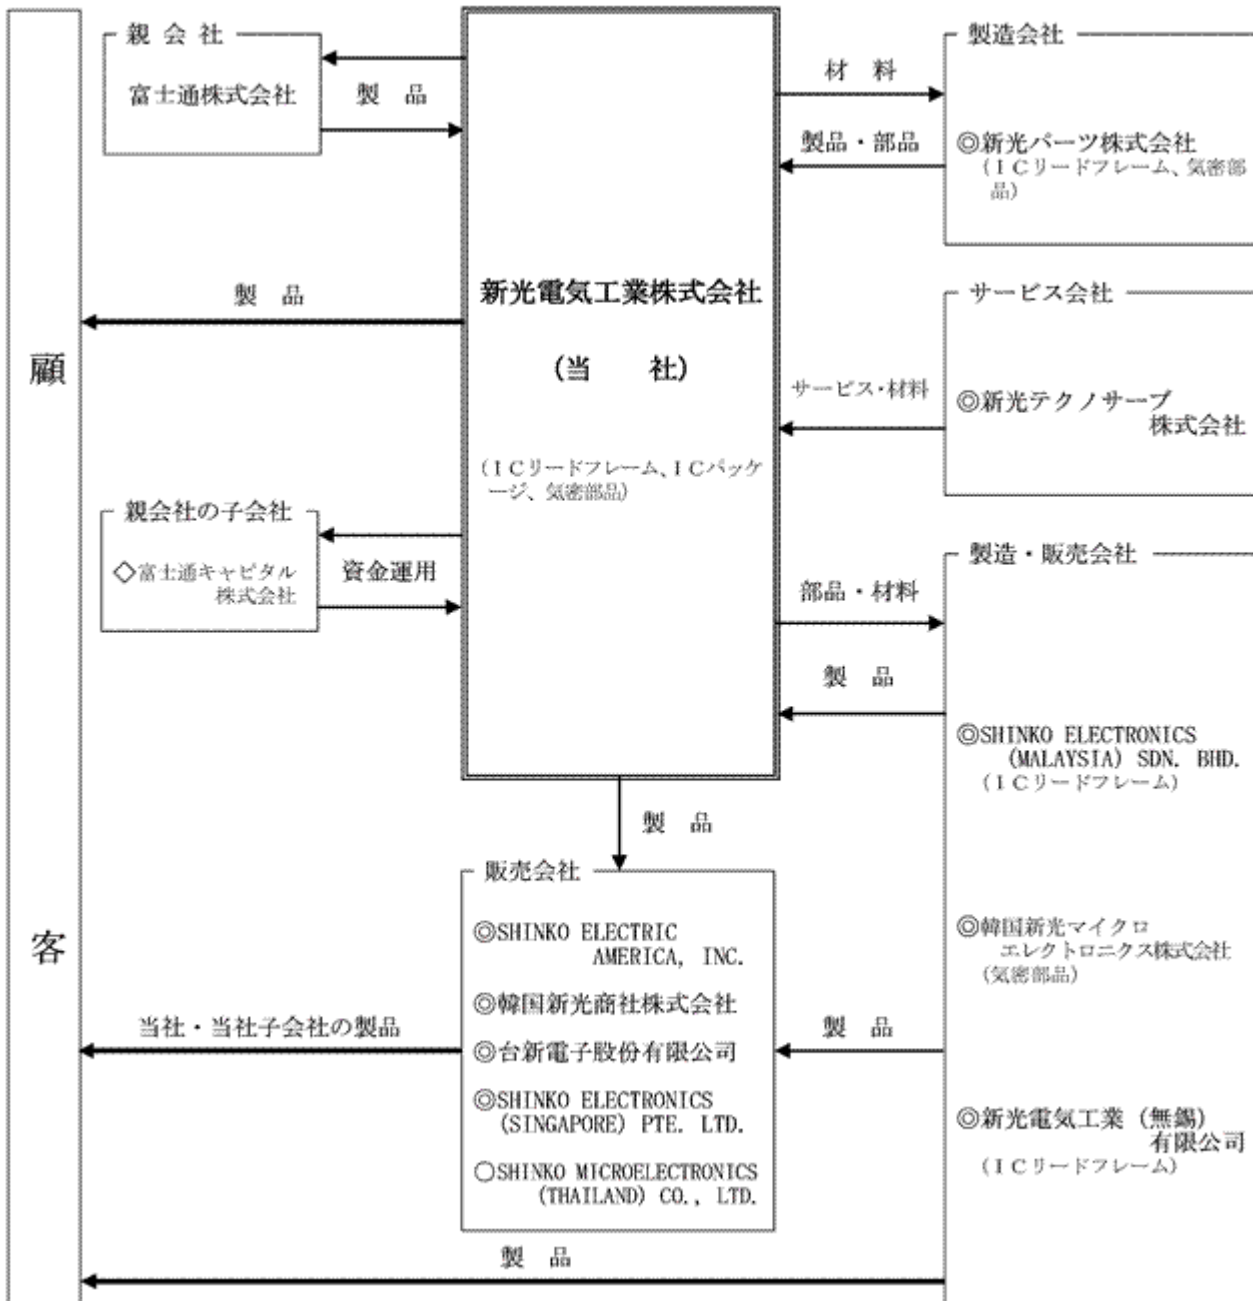 親 会 社
富士通株式会社
製 品
製 品
顧
客
親会社の子会社
◇富士通キャピタル
株式会社
資金運用
新光電気工業株式会社
(当 社)
(ICリードフレーム、ICパッケ
ージ、気密部品)
材 料
製品・部品
製造会社
◎新光パーツ株式会社
(ICリードフレーム、気密部
品)
サービス会社
サービス・材料
◎新光テクノサーブ
株式会社
製造・販売会社
部品・材料
製 品
◎SHINKO ELECTRONICS
(MALAYSIA) SDN. BHD.
(ICリードフレーム)
◎韓国新光マイクロ
エレクトロニクス株式会社
(気密部品)
◎新光電気工業(無錫)
有限公司
(ICリードフレーム)
製 品
販売会社
◎SHINKO ELECTRIC
AMERICA, INC.
◎韓国新光商社株式会社
◎台新電子股份有限公司
◎SHINKO ELECTRONICS
(SINGAPORE) PTE. LTD.
○SHINKO MICROELECTRONICS
(THAILAND) CO., LTD.
当社・当社子会社の製品
製 品
製 品